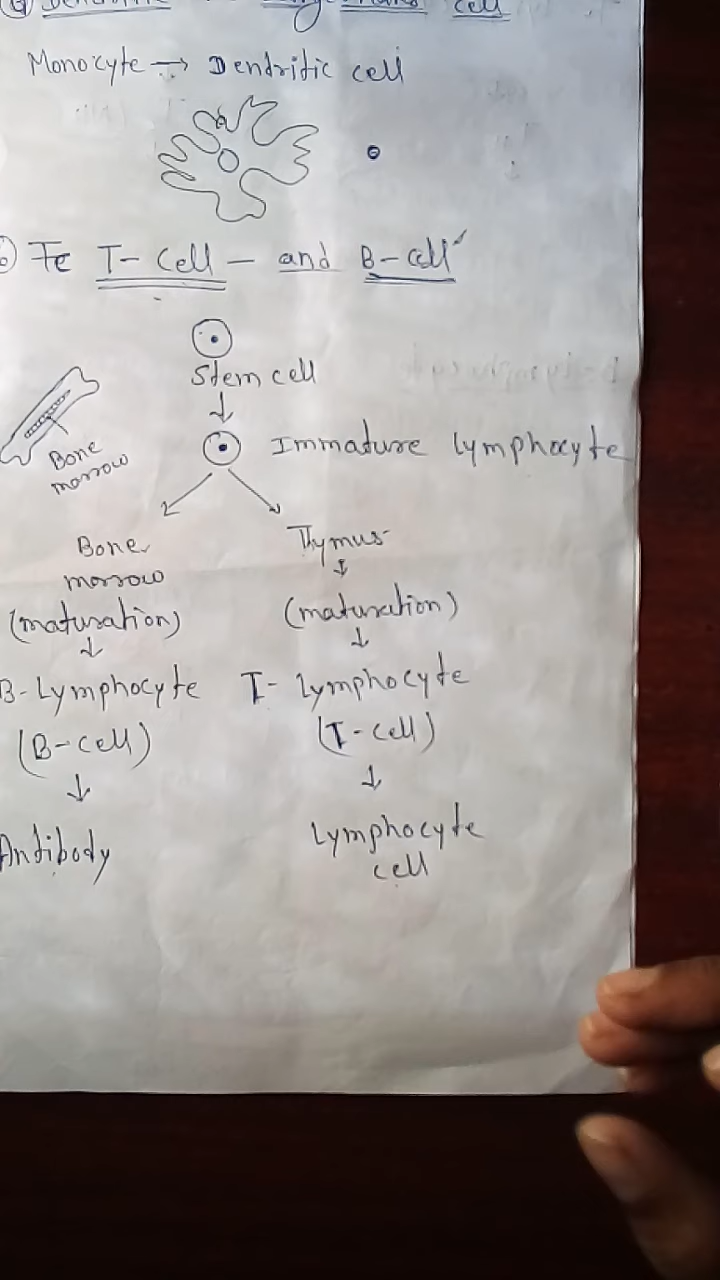 cell
Monocyte → Dendritic cell
Fe T-cell - and B-cell
Stem cell
↓
Bone marrow
Immature lymphocyte
Bone marrow
Thymus
↓
(maturation)
(maturation)
↓
↓
B-Lymphocyte
T-Lymphocyte
(B-cell)
(T-cell)
↓
↓
Antibody
Lymphocyte
cell